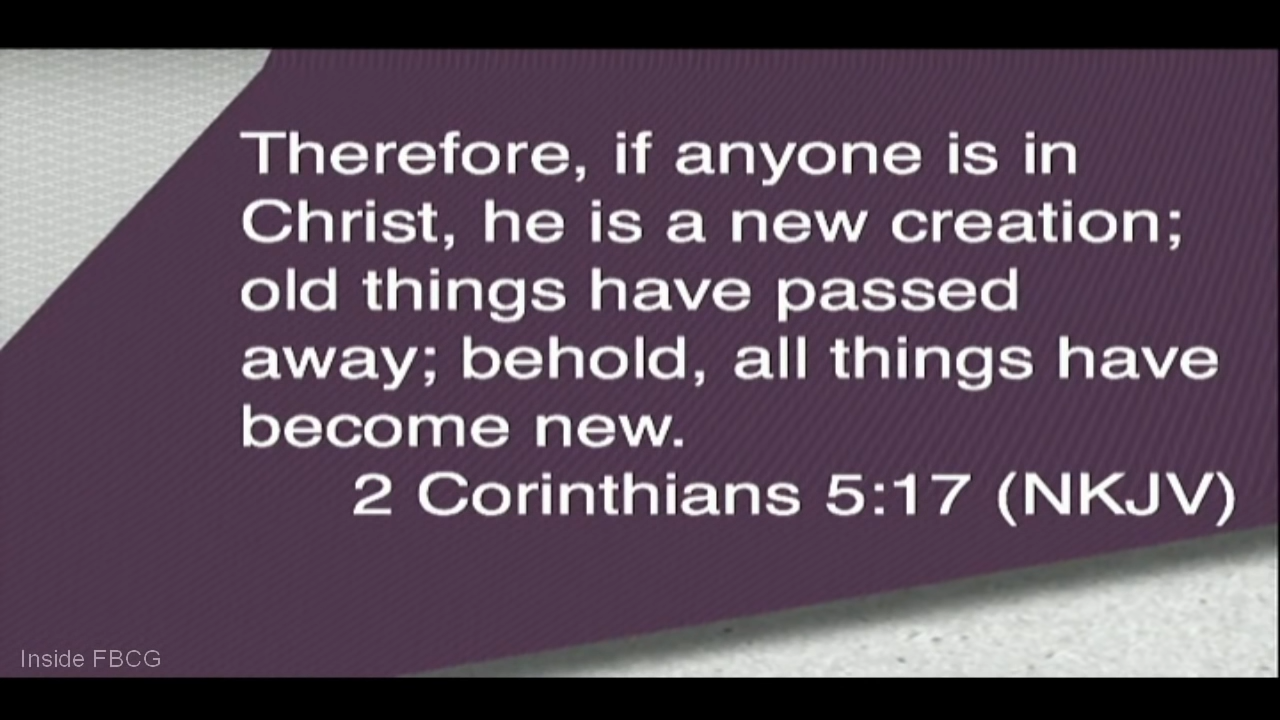 Therefore, if anyone is in
Christ, he is a new creation;
old things have passed
away; behold, all things have
become new.
2 Corinthians 5:17 (NKJV)
Inside FBCG